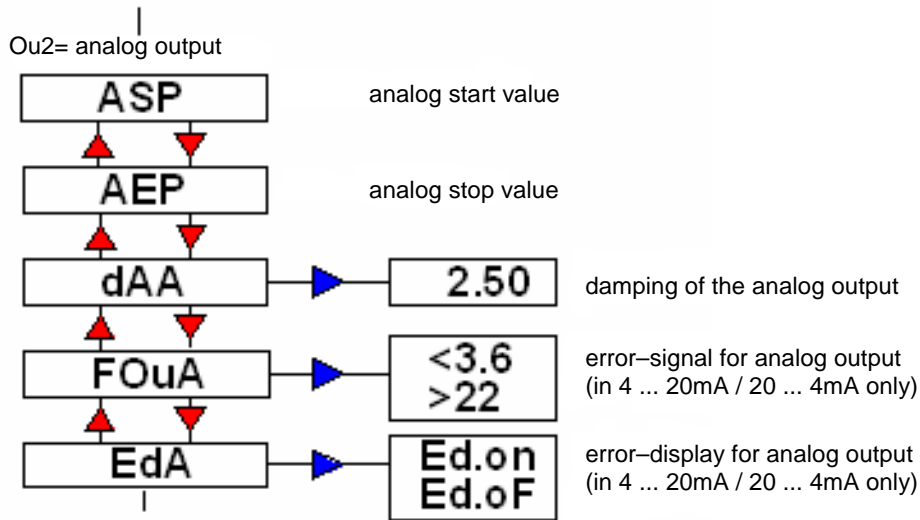 Ou2= analog output
ASP
analog start value
AEP
analog stop value
dAA
2.50
damping of the analog output
FOuA
<3.6
>22
error–signal for analog output
(in 4 ... 20mA / 20 ... 4mA only)
EdA
Ed.on
Ed.oF
error–display for analog output
(in 4 ... 20mA / 20 ... 4mA only)